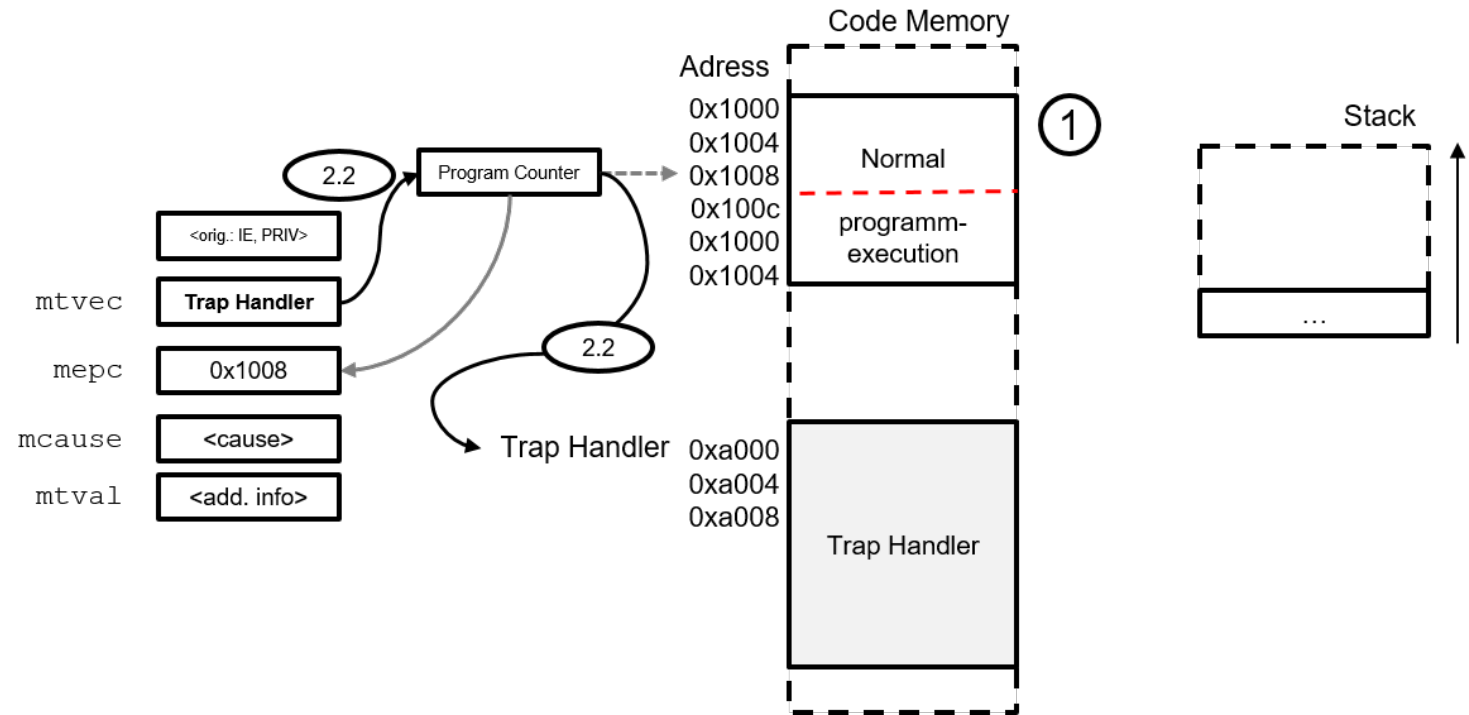 Code Memory
Adress
0x1000
0x1004
0x1008
0x100c
0x1000
0x1004
Normal
programm-
execution
1
Stack
…
2.2
Program Counter
<orig.: IE, PRIV>
mtvec
Trap Handler
mepc
0x1008
mcause
<cause>
mtval
<add. info>
2.2
Trap Handler
0xa000
0xa004
0xa008
Trap Handler